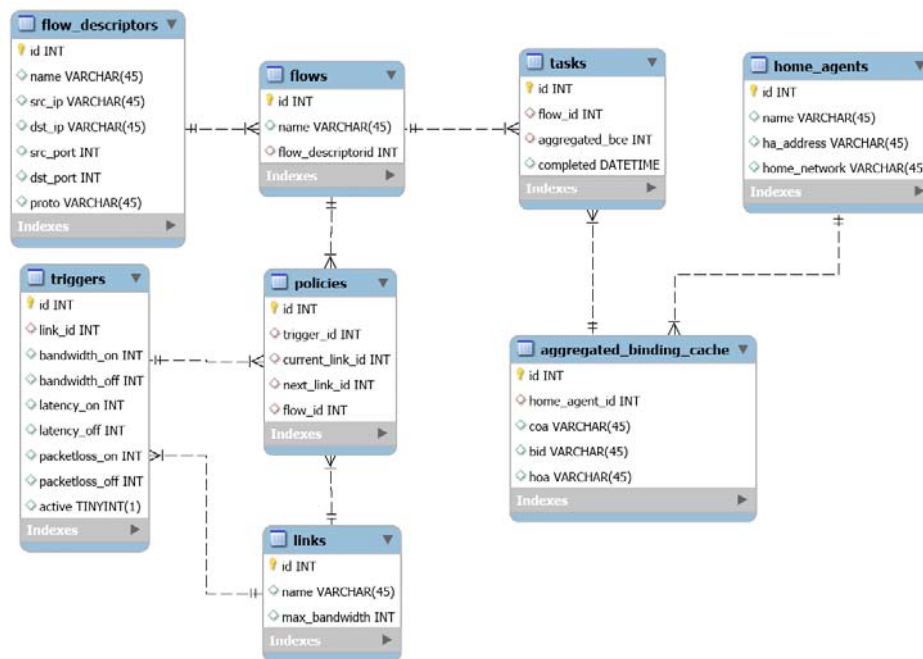 flow_descriptors
id INT
name VARCHAR(45)
src_ip VARCHAR(45)
dst_ip VARCHAR(45)
src_port INT
dst_port INT
proto VARCHAR(45)
Indexes
flows
id INT
name VARCHAR(45)
flow_descriptorid INT
Indexes
tasks
id INT
flow_id INT
aggregated_bce INT
completed DATETIME
Indexes
home_agents
id INT
name VARCHAR(45)
ha_address VARCHAR(45)
home_network VARCHAR(45
Indexes
triggers
id INT
link_id INT
bandwidth_on INT
bandwidth_off INT
latency_on INT
latency_off INT
packetloss_on INT
packetloss_off INT
active TINYINT(1)
Indexes
policies
id INT
trigger_id INT
current_link_id INT
next_link_id INT
flow_id INT
Indexes
aggregated_binding_cache
id INT
home_agent_id INT
coa VARCHAR(45)
bid VARCHAR(45)
hoa VARCHAR(45)
Indexes
links
id INT
name VARCHAR(45)
max_bandwidth INT
Indexes